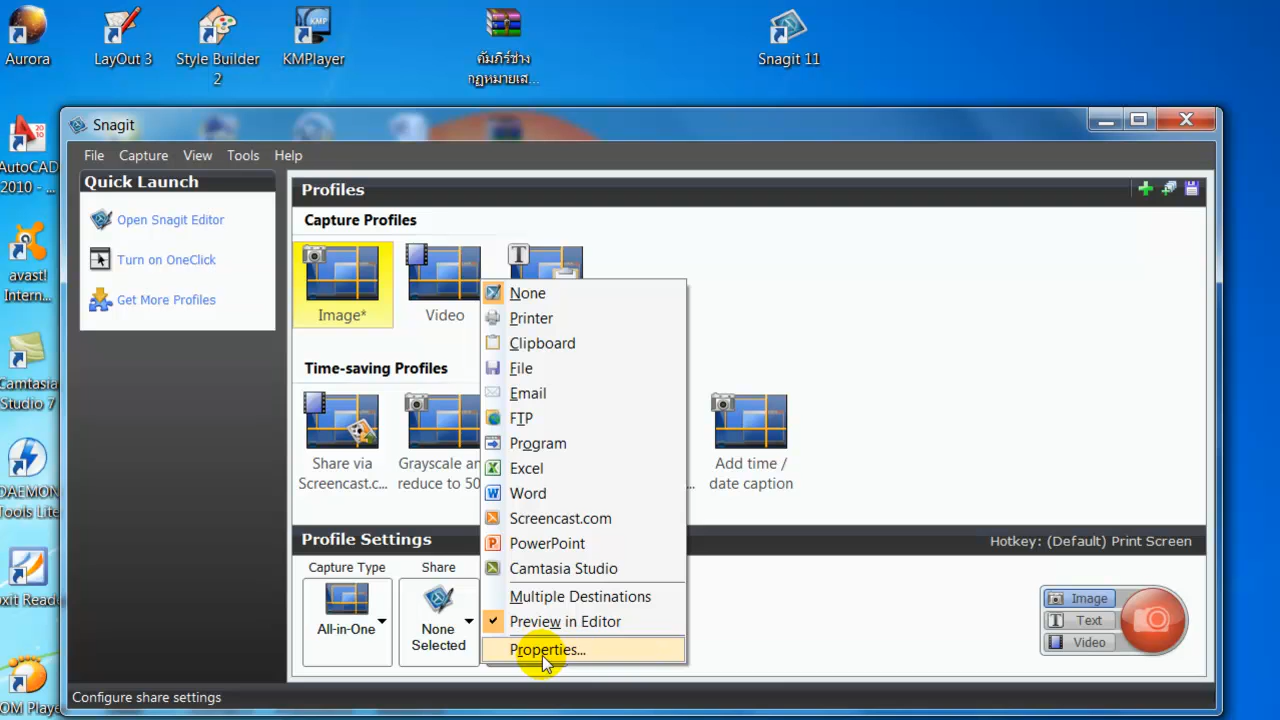 Aurora
LayOut 3
Style Builder
2
KMPlayer
คัมภีร์ช่าง
กฏหมายเส...
Snagit 11
AutoCAD
2010 - ...
avast!
Intern...
Camtasia
Studio 7
DAEMON
Tools Lite
oxit Read
OM Playe
Snagit
File Capture View Tools Help
Quick Launch
Open Snagit Editor
Turn on OneClick
Get More Profiles
Profiles
Capture Profiles
Image*
Video
Time-saving Profiles
Share via
Screencast.c...
Grayscale an
reduce to 50
...
Add time /
date caption
None
Printer
Clipboard
File
Email
FTP
Program
Excel
Word
Screencast.com
PowerPoint
Camtasia Studio
Multiple Destinations
Preview in Editor
Properties...
Profile Settings
Hotkey: (Default) Print Screen
Capture Type
All-in-One
Share
None
Selected
Image
Text
Video
Configure share settings